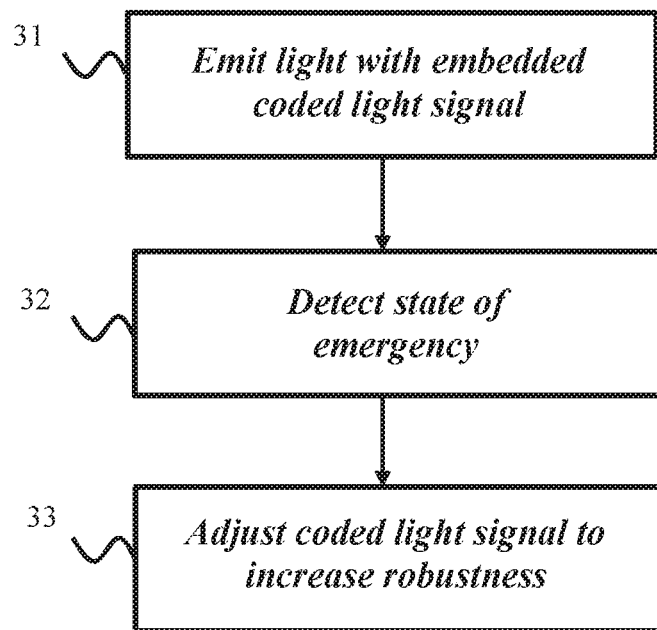 31
Emit light with embedded
coded light signal
32
Detect state of
emergency
33
Adjust coded light signal to
increase robustness